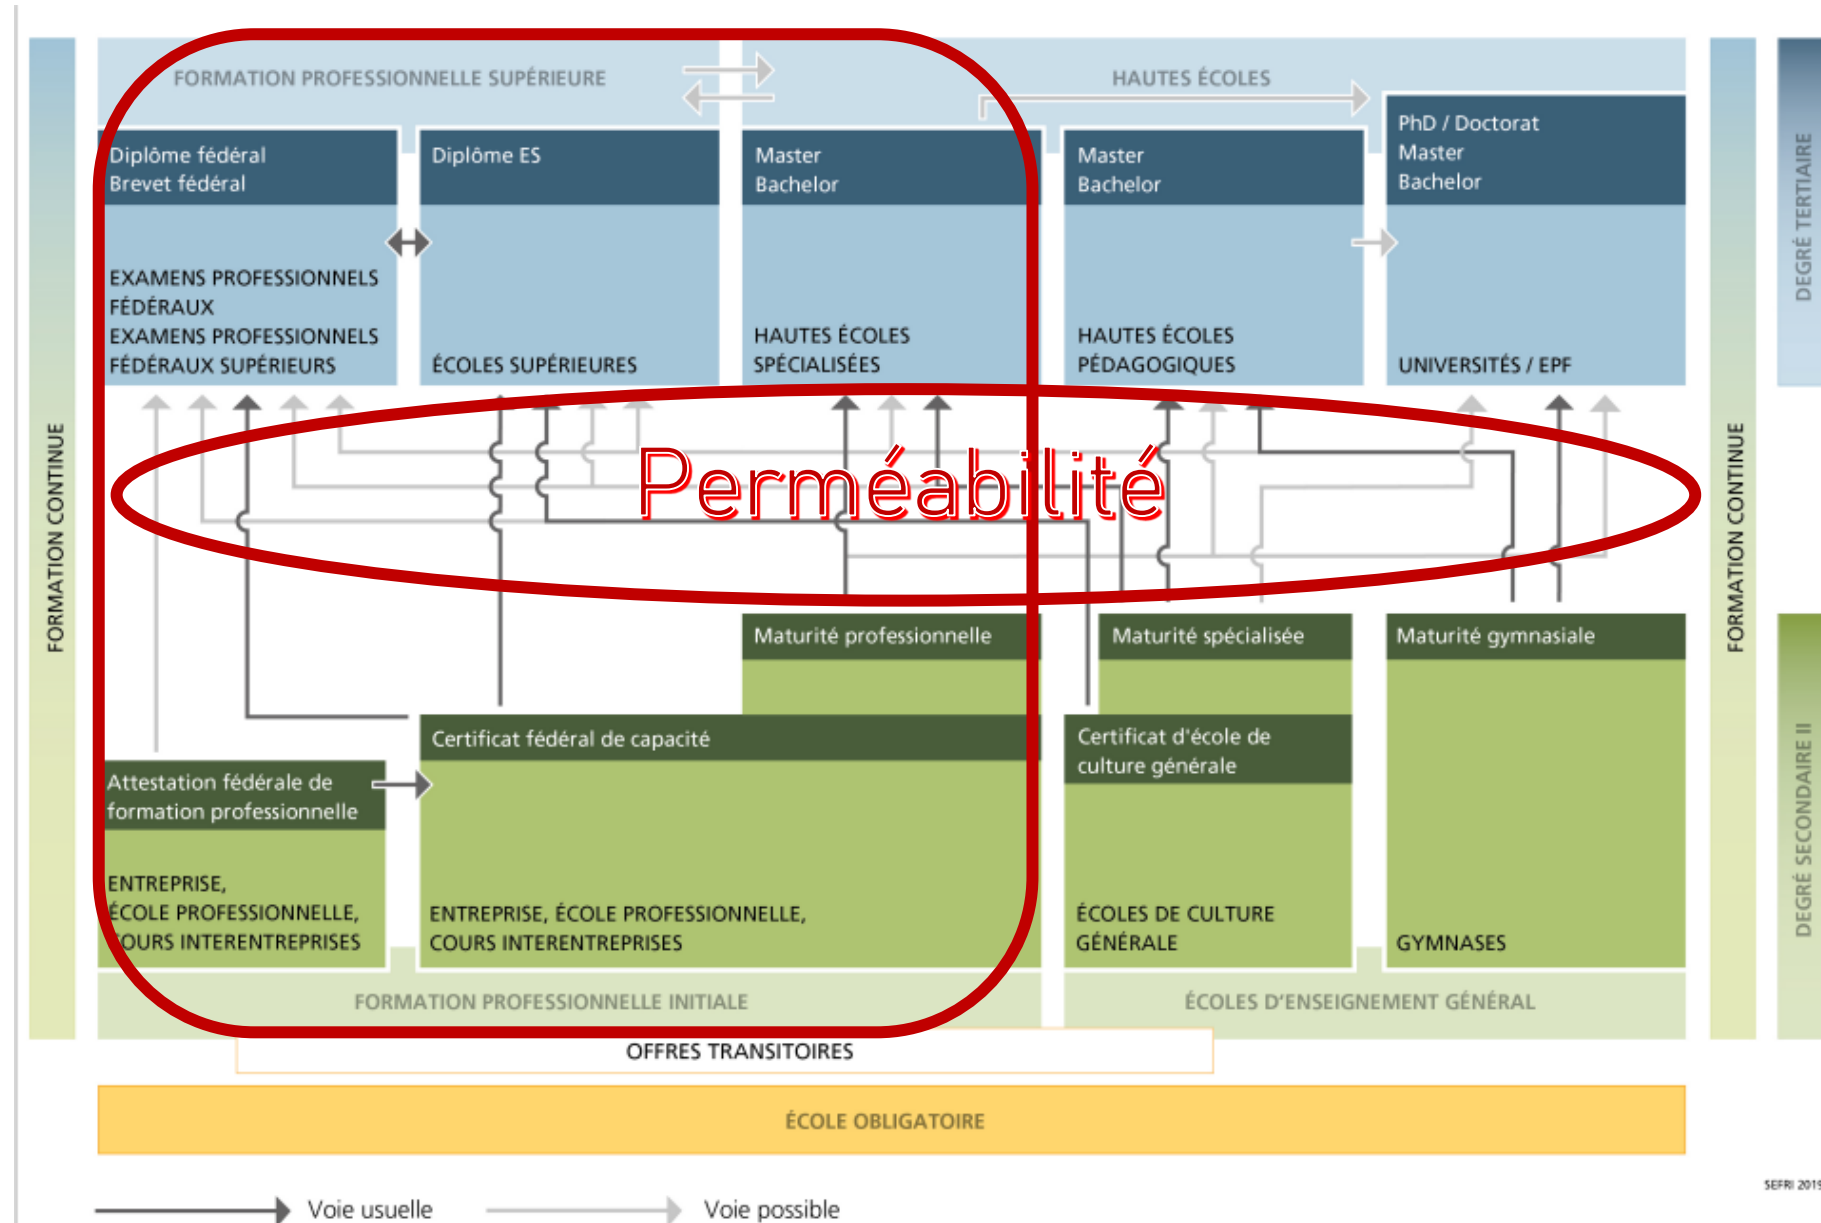 FORMATION PROFESSIONNELLE SUPÉRIEURE
HAUTES ÉCOLES
Diplôme fédéral
Brevet fédéral
EXAMENS PROFESSIONNELS
FÉDÉRAUX
EXAMENS PROFESSIONNELS
FÉDÉRAUX SUPÉRIEURS
Diplôme ES
ÉCOLES SUPÉRIEURES
Master
Bachelor
HAUTES ÉCOLES
SPÉCIALISÉES
Master
Bachelor
HAUTES ÉCOLES
PÉDAGOGIQUES
PhD / Doctorat
Master
Bachelor
UNIVERSITÉS / EPF
DEGRÉ TERTIAIRE
FORMATION CONTINUE
Perméabilité
FORMATION CONTINUE
Maturité professionnelle
Maturité spécialisée
Maturité gymnasiale
Certificat fédéral de capacité
Certificat d'école de
culture générale
Attestation fédérale de
formation professionnelle
ENTREPRISE,
ÉCOLE PROFESSIONNELLE,
COURS INTERENTREPRISES
ENTREPRISE, ÉCOLE PROFESSIONNELLE,
COURS INTERENTREPRISES
ÉCOLES DE CULTURE
GÉNÉRALE
GYMNASES
DEGRÉ SECONDAIRE II
FORMATION PROFESSIONNELLE INITIALE
ÉCOLES D’ENSEIGNEMENT GÉNÉRAL
OFFRES TRANSITOIRES
ÉCOLE OBLIGATOIRE
SEFRI 2019
Voie usuelle
Voie possible